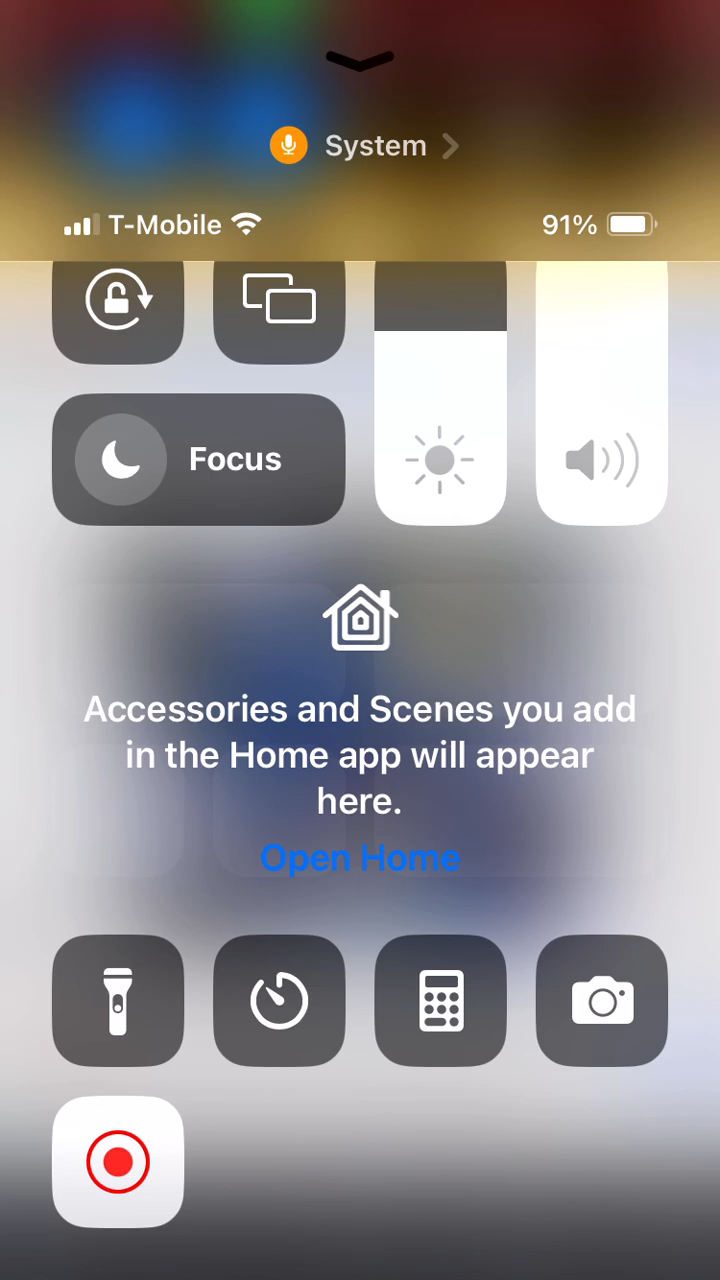 System
T-Mobile 91%
Focus
Accessories and Scenes you add
in the Home app will appear
here.
Open Home